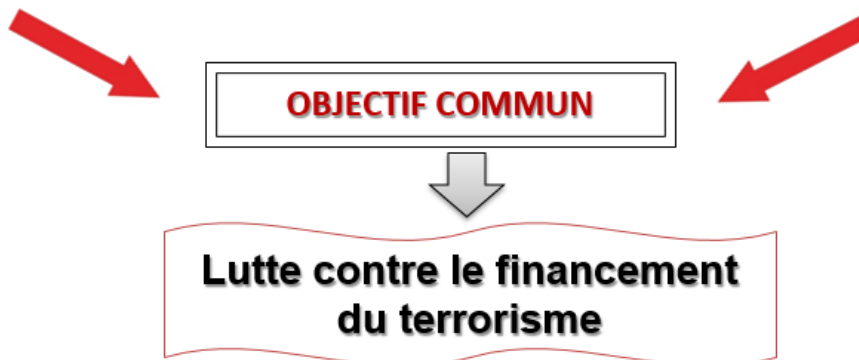 OBJECTIF COMMUN
Lutte contre le financement
du terrorisme